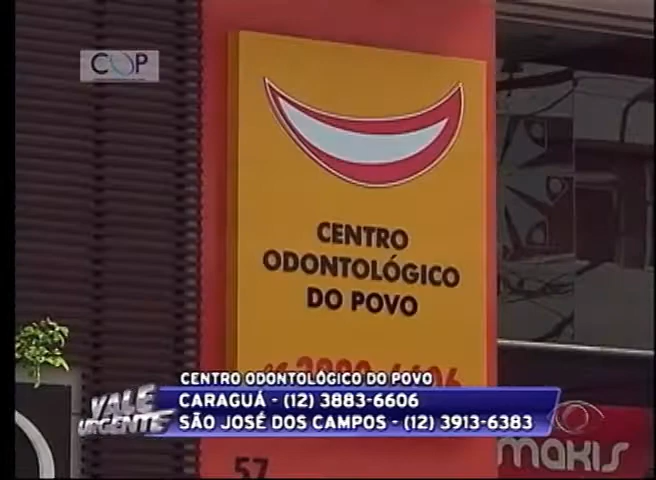 COP
CENTRO
ODONTOLÓGICO
DO POVO
CENTRO ODONTOLÓGICO DO POVO
CARAGUÁ - (12) 3883-6606
SÃO JOSÉ DOS CAMPOS - (12) 3913-6383
VALE
URGENTE
makis
57